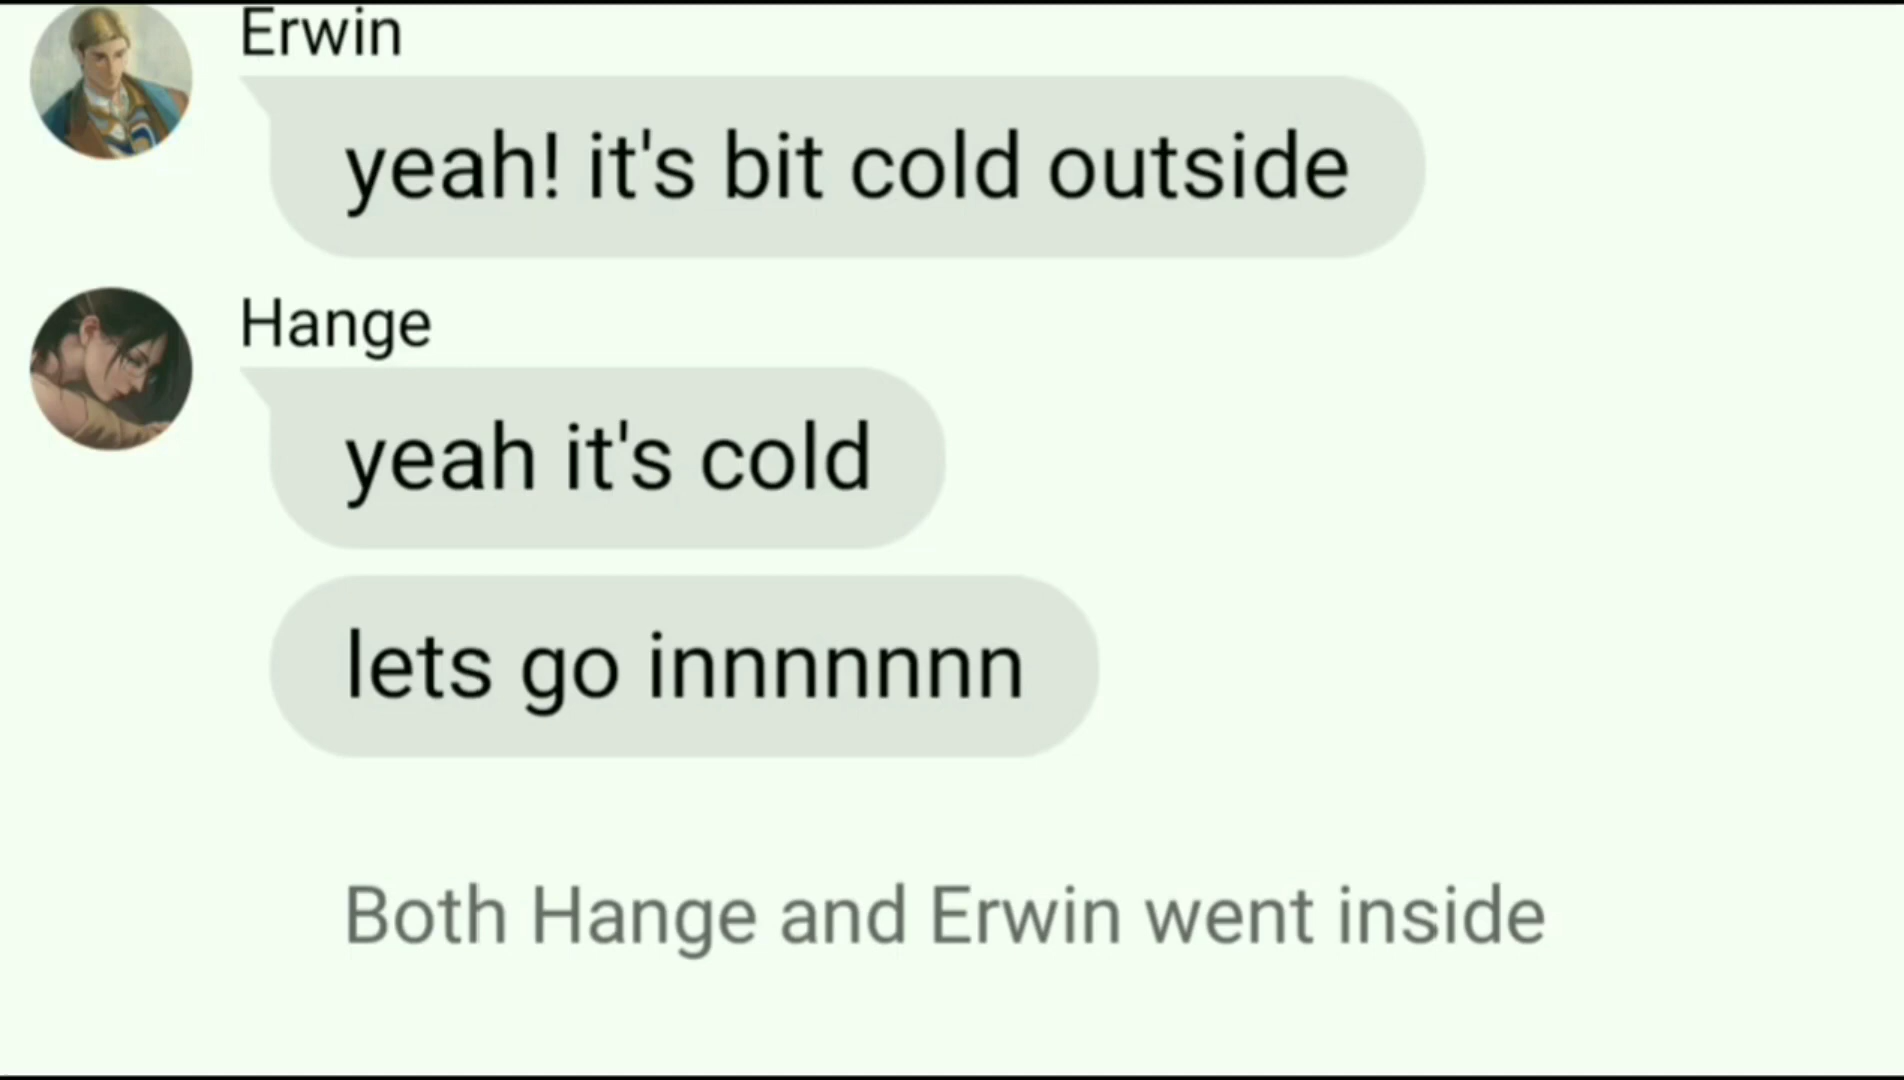 Erwin
yeah! it's bit cold outside
Hange
yeah it's cold
lets go innnnnnn
Both Hange and Erwin went inside